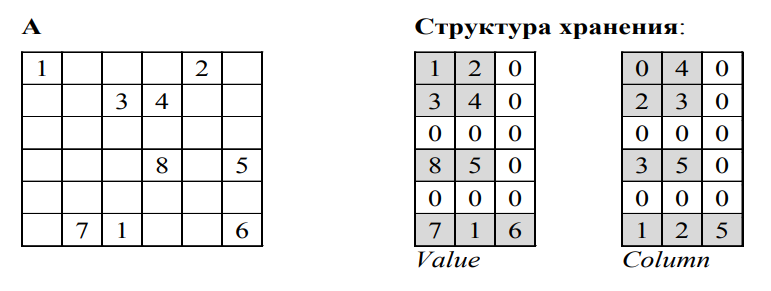 A Структура хранения:
1 2 1 2 0 0 4 0
3 4 3 4 0 2 3 0
0 0 0 0 0 0
8 5 8 5 0 3 5 0
0 0 0 0 0 0
7 1 6 7 1 6 1 2 5
Value Column